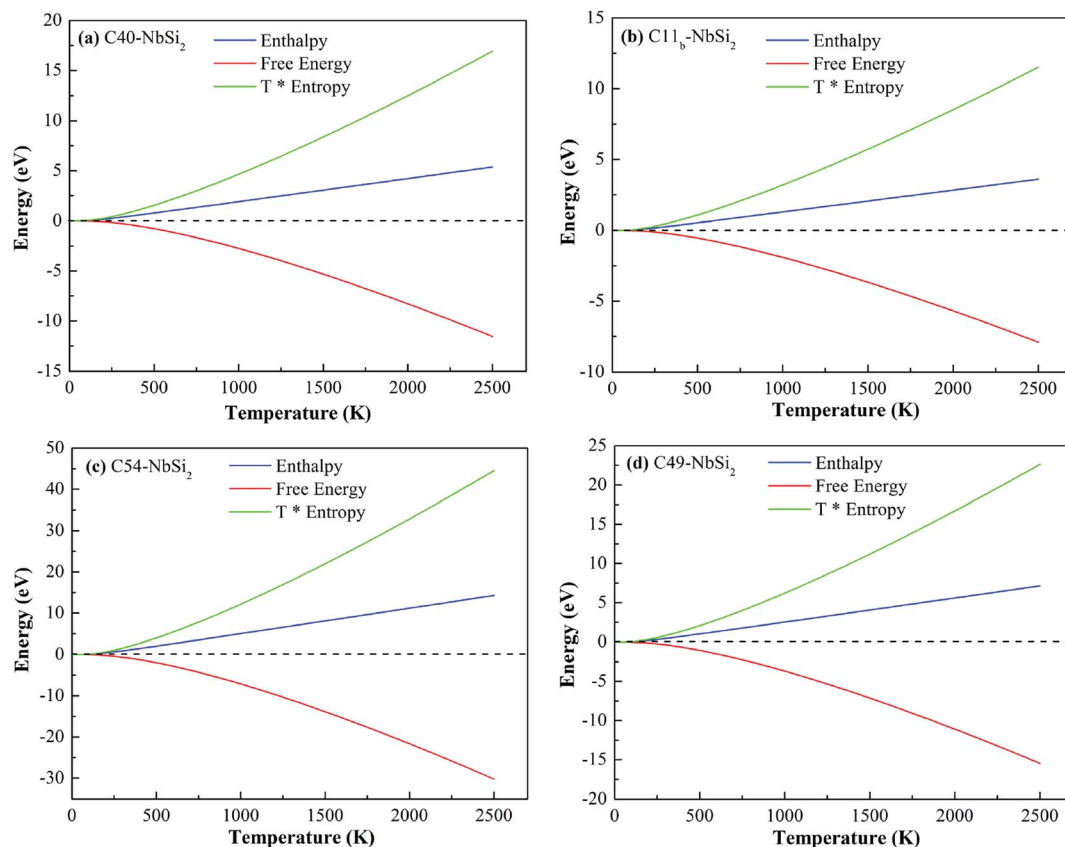 (a) C40-NbSi₂
Enthalpy
Free Energy
T * Entropy
Energy (eV)
20
15
10
5
0
-5
-10
-15
0 500 1000 1500 2000 2500
Temperature (K)
(b) C11b-NbSi₂
Enthalpy
Free Energy
T * Entropy
Energy (eV)
15
10
5
0
-5
-10
0 500 1000 1500 2000 2500
Temperature (K)
(c) C54-NbSi₂
Enthalpy
Free Energy
T * Entropy
Energy (eV)
50
40
30
20
10
0
-10
-20
-30
0 500 1000 1500 2000 2500
Temperature (K)
(d) C49-NbSi₂
Enthalpy
Free Energy
T * Entropy
Energy (eV)
25
20
15
10
5
0
-5
-10
-15
-20
0 500 1000 1500 2000 2500
Temperature (K)